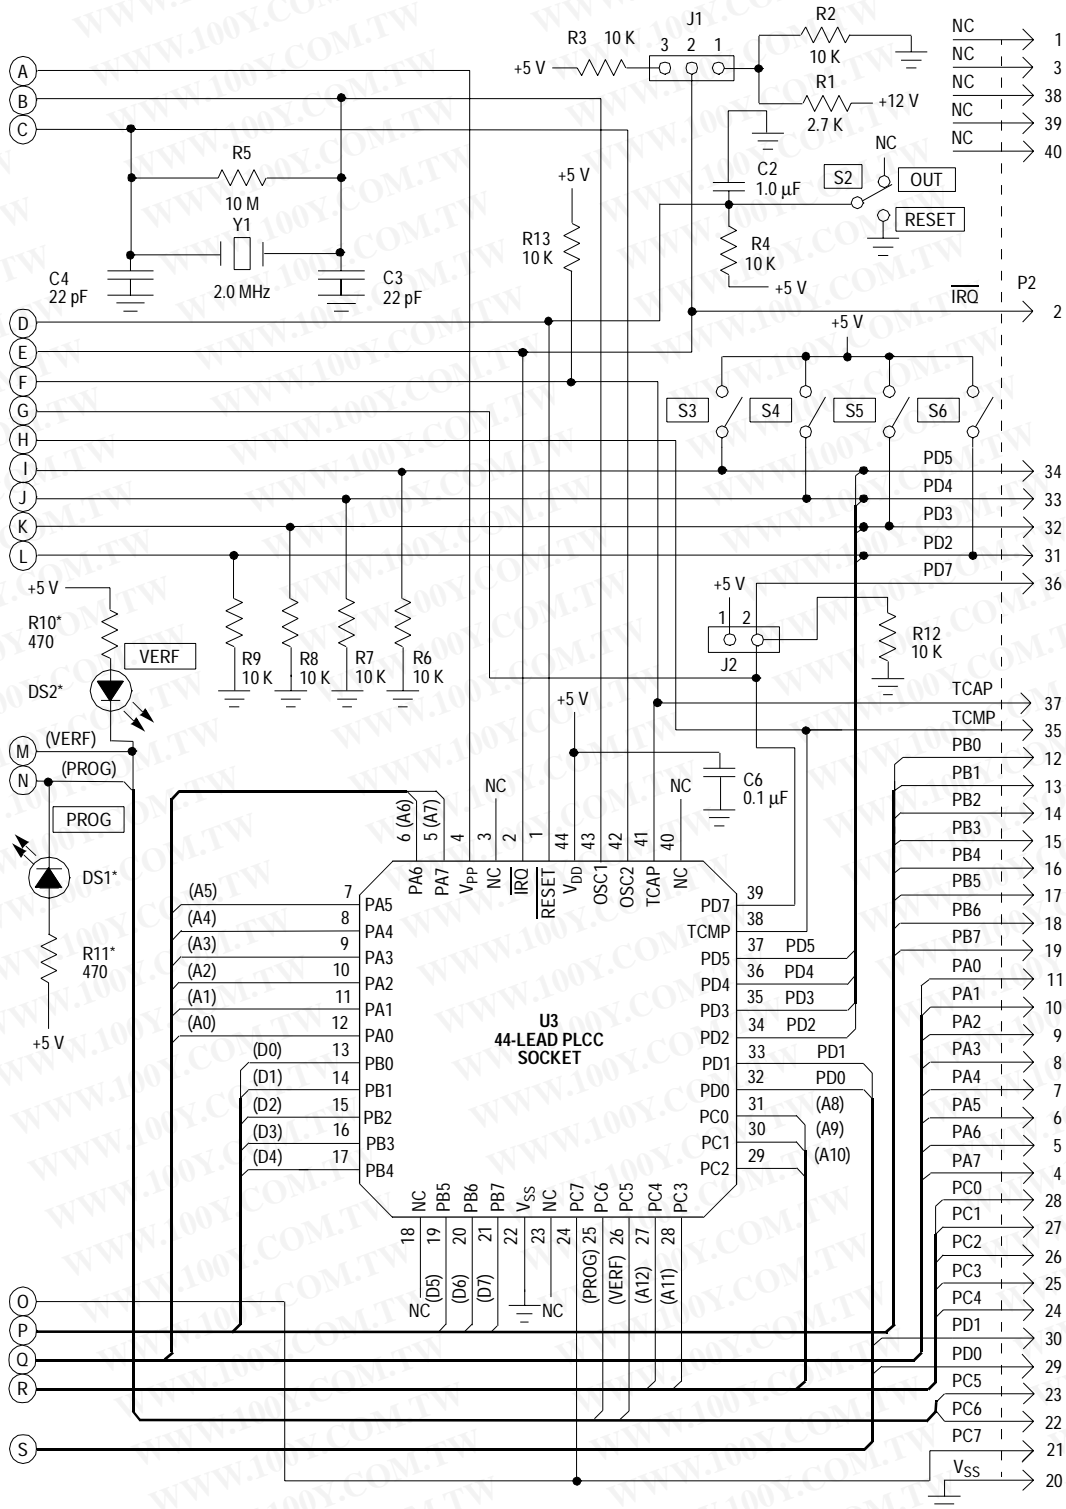 J1
R2
10 K
R3 10 K
+5 V
3 2 1
R1
2.7 K
+12 V
NC 1
NC 3
NC 38
NC 39
NC 40
A
B
C
R5
10 M
Y1
2.0 MHz
C4
22 pF
C3
22 pF
+5 V
R13
10 K
C2
1.0 µF
R4
10 K
+5 V
NC
S2
OUT
RESET
P2
IRQ 2
D
E
F
G
H
I
J
K
L
+5 V
S3
S4
S5
S6
PD5 34
PD4 33
PD3 32
PD2 31
PD7 36
+5 V
R10*
470
VERF
DS2*
R9
10 K
R8
10 K
R7
10 K
R6
10 K
+5 V
1 2
J2
R12
10 K
+5 V
C6
0.1 µF
M
(VERF)
N
(PROG)
PROG
DS1*
R11*
470
+5 V
TCAP 37
TCMP 35
PB0 12
PB1 13
PB2 14
PB3 15
PB4 16
PB5 17
PB6 18
PB7 19
PA0 11
PA1 10
PA2 9
PA3 8
PA4 7
PA5 6
PA6 5
PA7 4
PC0 28
PC1 27
PC2 26
PC3 25
PC4 24
PD1 30
PD0 29
PC5 23
PC6 22
PC7 21
VSS 20
6 (A6)
5 (A7)
4
3
NC
2
1
44
43
42
41
40
NC
PA6
PA7
VPP
NC
IRQ
RESET
VDD
OSC1
OSC2
TCAP
NC
(A5) 7 PA5
(A4) 8 PA4
(A3) 9 PA3
(A2) 10 PA2
(A1) 11 PA1
(A0) 12 PA0
(D0) 13 PB0
(D1) 14 PB1
(D2) 15 PB2
(D3) 16 PB3
(D4) 17 PB4
U3
44-LEAD PLCC
SOCKET
PD7 39
TCMP 38
PD5 37 PD5
PD4 36 PD4
PD3 35 PD3
PD2 34 PD2
PD1 33 PD1
PD0 32 PD0
PC0 31 (A8)
PC1 30 (A9)
PC2 29 (A10)
NC
PB5
PB6
PB7
VSS
NC
PC7
PC6
PC5
PC4
PC3
18
19
20
21
22
23
24
25
26
27
28
NC
(D5)
(D6)
(D7)
NC
(PROG)
(VERF)
(A12)
(A11)
O
P
Q
R
S
WWW.100Y.COM.TW